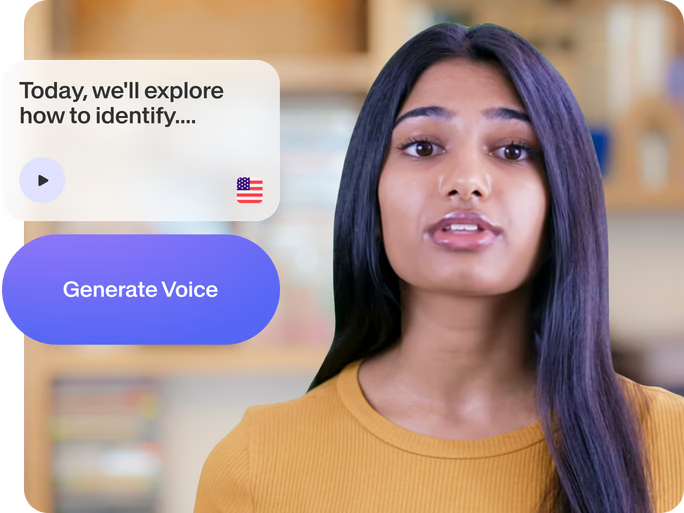 Today, we'll explore
how to identify....
Generate Voice